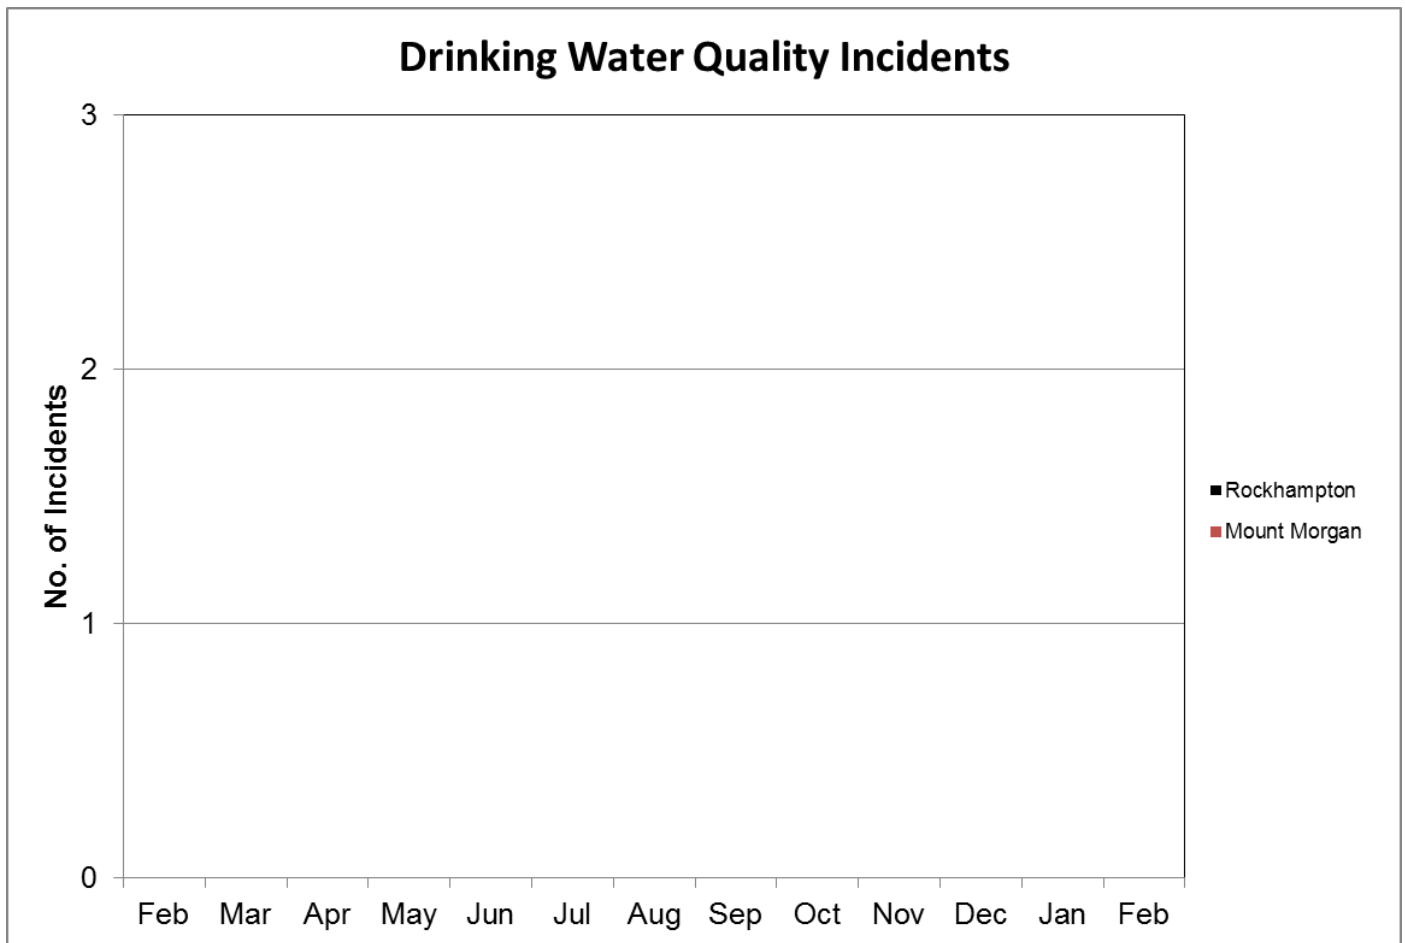 Drinking Water Quality Incidents
3
2
1
0
No. of Incidents
Feb Mar Apr May Jun Jul Aug Sep Oct Nov Dec Jan Feb
Rockhampton
Mount Morgan